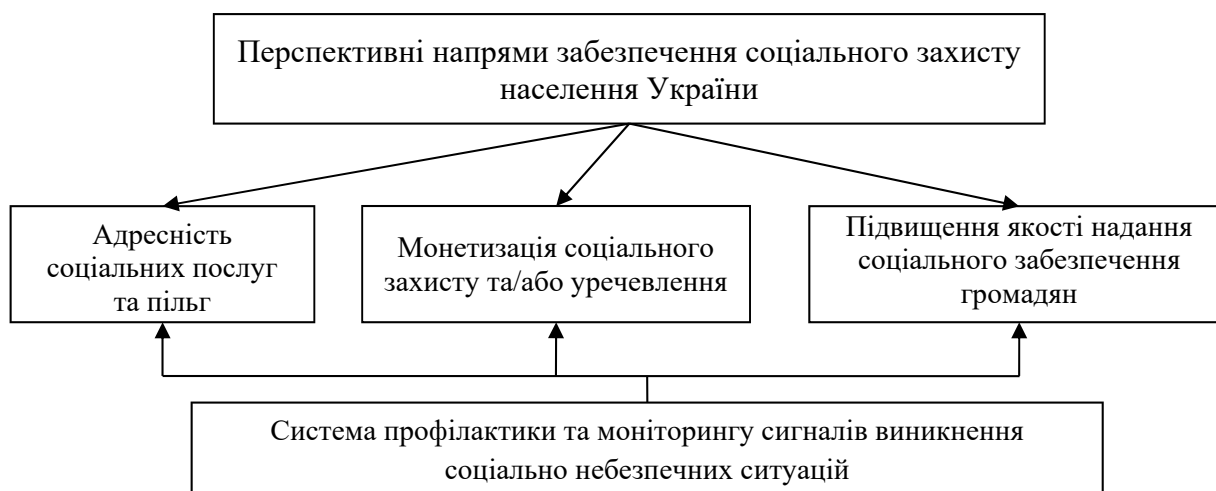 Перспективні напрями забезпечення соціального захисту
населення України
Адресність
соціальних послуг
та пільг
Монетизація соціального
захисту та/або уречевлення
Підвищення якості надання
соціального забезпечення
громадян
Система профілактики та моніторингу сигналів виникнення
соціально небезпечних ситуацій